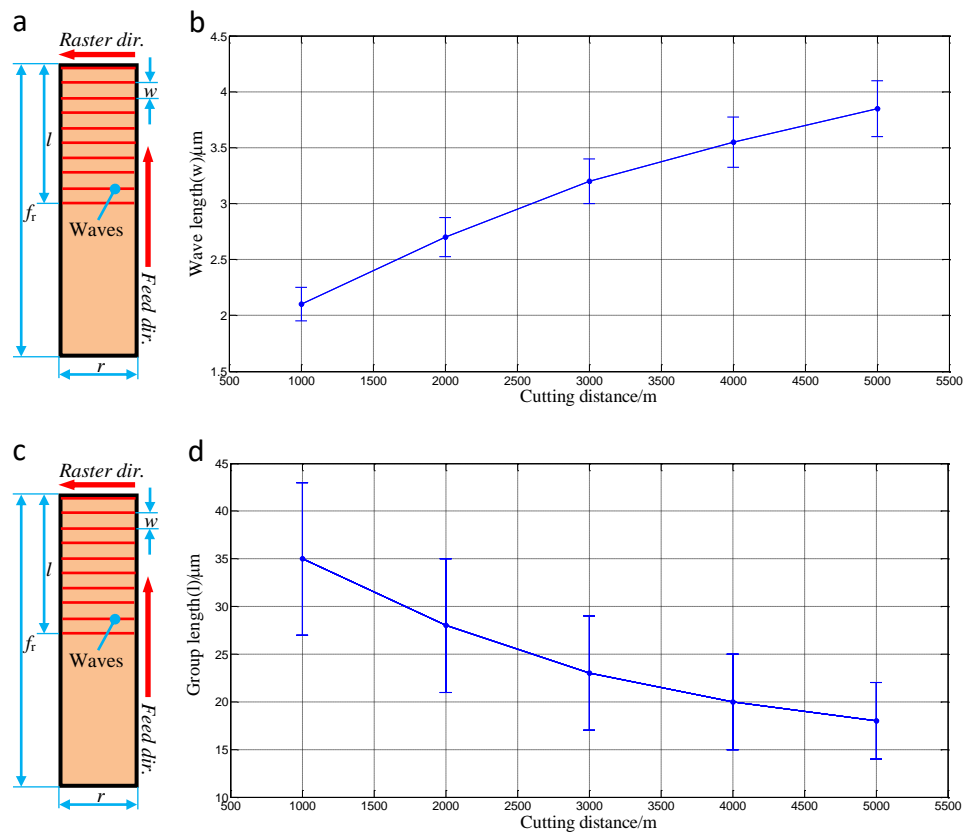 a
Raster dir.
w
l
fr
Waves
Feed dir.
r
b
Wave length(w)/μm
4.5
4
3.5
3
2.5
2
1.5
500 1000 1500 2000 2500 3000 3500 4000 4500 5000 5500
Cutting distance/m
c
Raster dir.
w
l
fr
Waves
Feed dir.
r
d
Group length(l)/μm
45
40
35
30
25
20
15
10
500 1000 1500 2000 2500 3000 3500 4000 4500 5000 5500
Cutting distance/m